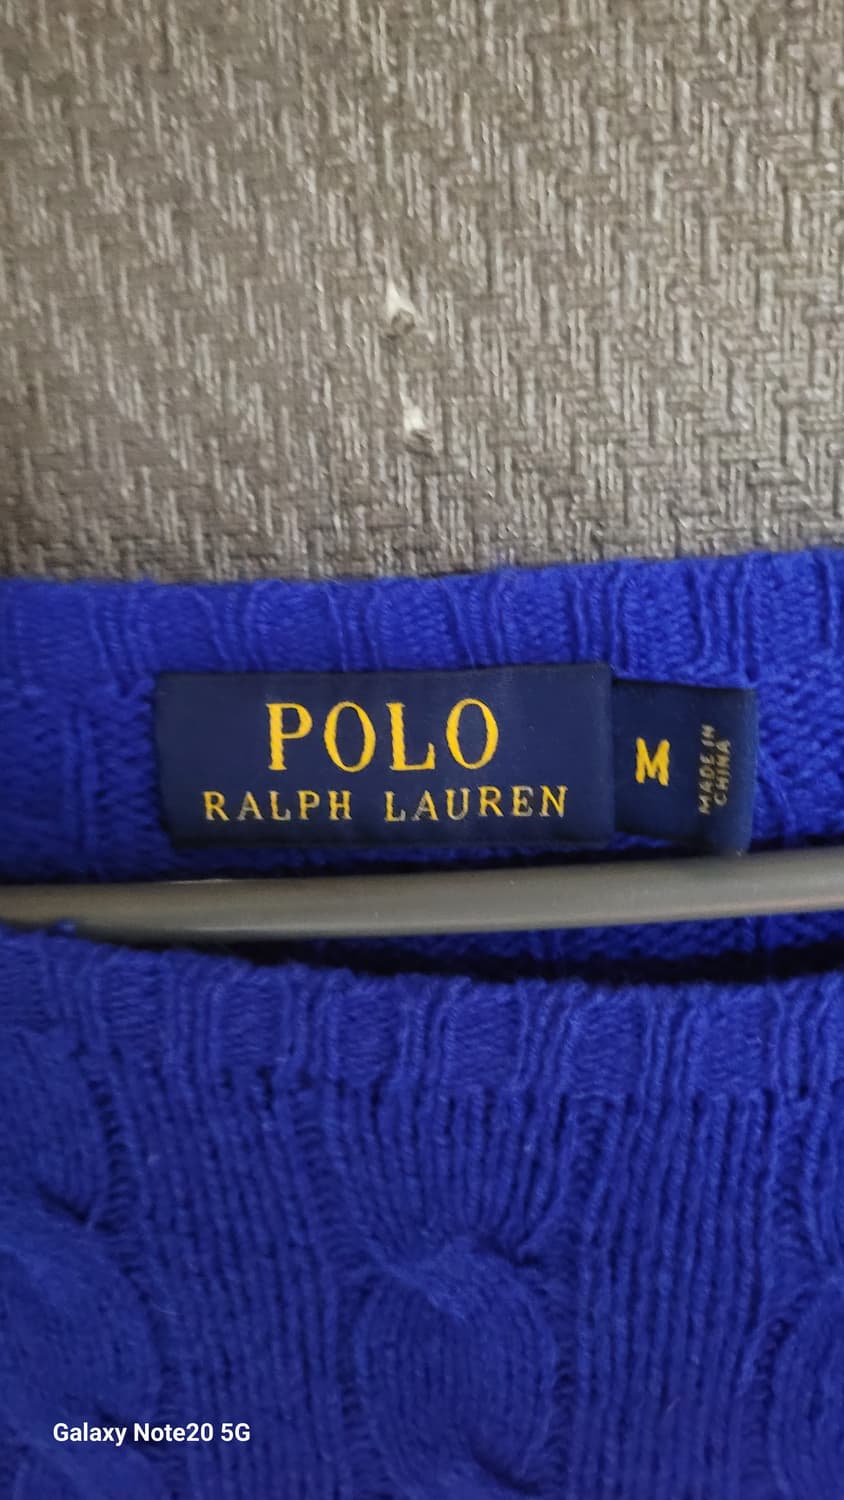 POLO
RALPH LAUREN
M
MADE IN
CHINA
Galaxy Note20 5G